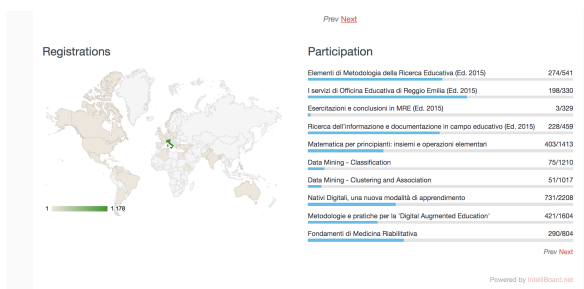 Prev Next
Registrations
1
1,178
Participation
Elementi di Metodologia della Ricerca Educativa (Ed. 2015) 274/541
I servizi di Officina Educativa di Reggio Emilia (Ed. 2015) 198/330
Esercitazioni e conclusioni in MRE (Ed. 2015) 3/329
Ricerca dell'informazione e documentazione in campo educativo (Ed. 2015) 228/459
Matematica per principianti: insiemi e operazioni elementari 403/1413
Data Mining - Classification 75/1210
Data Mining - Clustering and Association 51/1017
Nativi Digitali, una nuova modalità di apprendimento 731/2208
Metodologie e pratiche per la 'Digital Augmented Education' 421/1604
Fondamenti di Medicina Riabilitativa 290/804
Prev Next
Powered by IntelliBoard.net